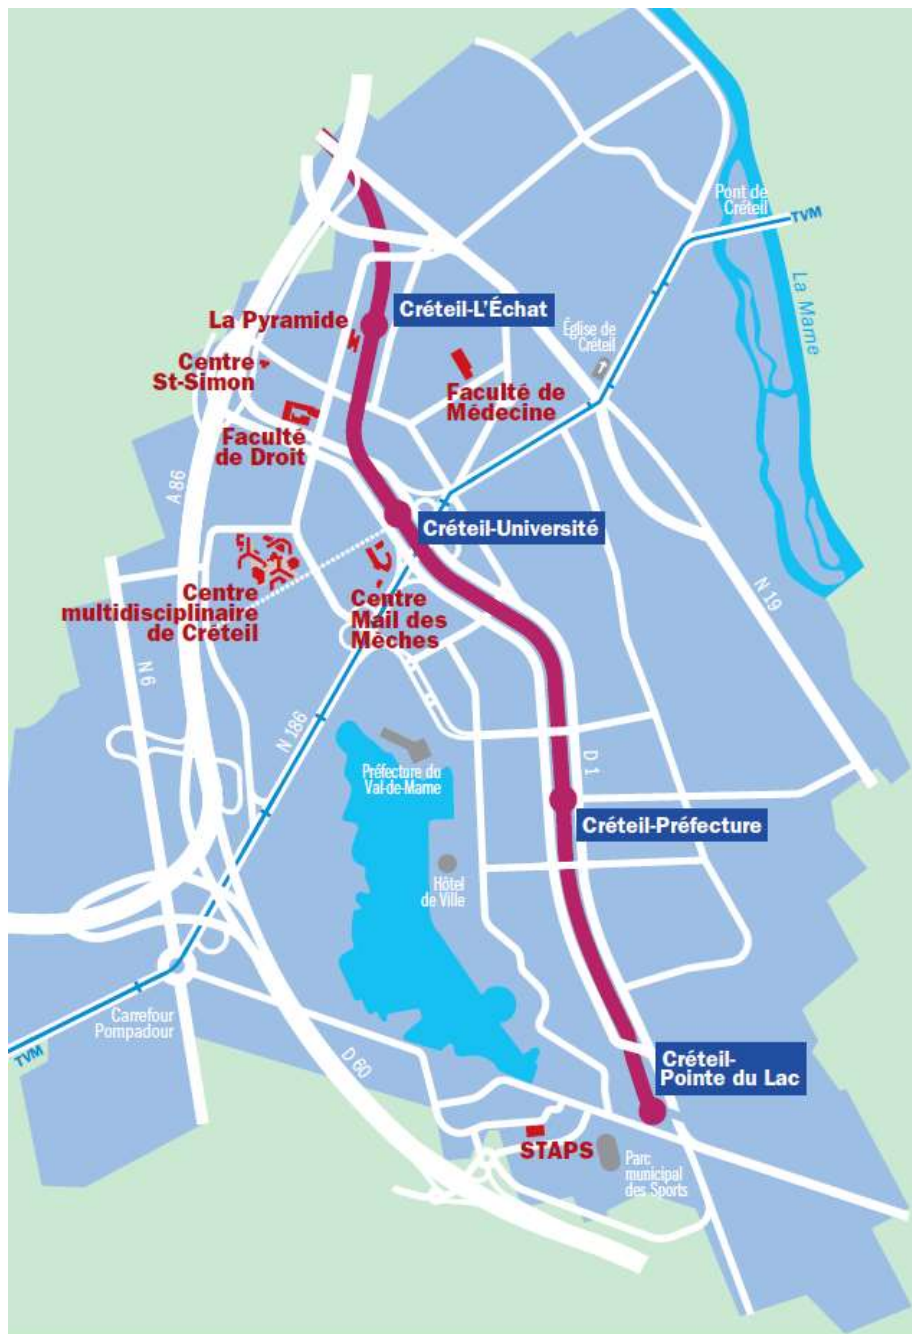 Pont de
Créteil
TVM
La Marne
Créteil-L'Échat
La Pyramide
Église de
Créteil
Centre
St-Simon
Faculté de
Médecine
Faculté
de Droit
A 86
Créteil-Université
N 19
Centre
multidisciplinaire
de Créteil
Centre
Mail des
Mèches
N 6
N 186
Préfecture du
Val-de-Marne
D 1
Créteil-Préfecture
Hôtel
de Ville
Carrefour
Pompadour
TVM
D 60
Créteil-
Pointe du Lac
STAPS
Parc
municipal
des Sports